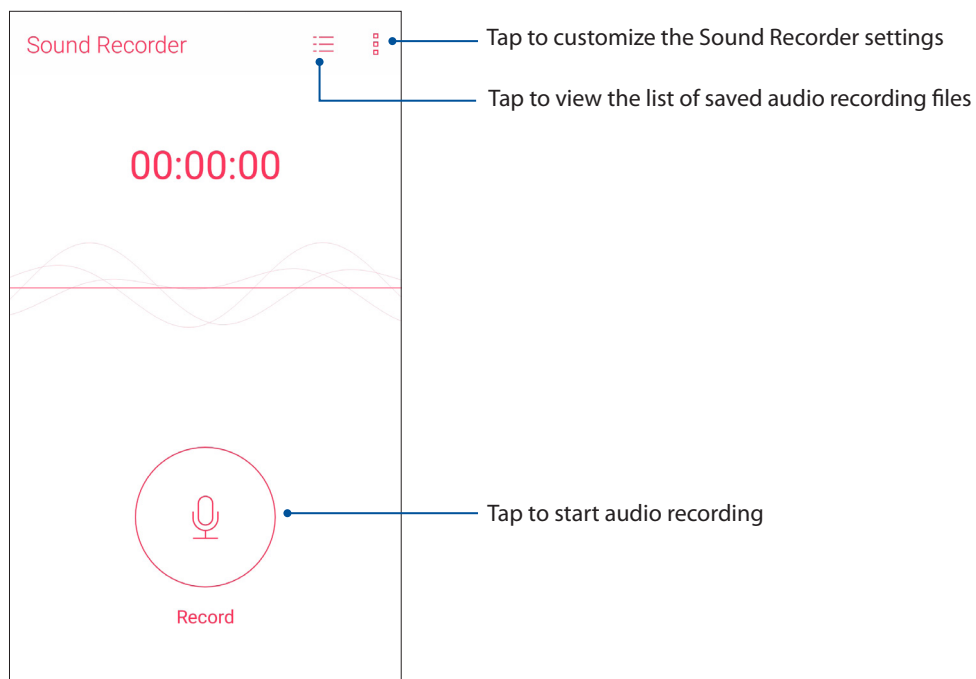 Sound Recorder
Tap to customize the Sound Recorder settings
Tap to view the list of saved audio recording files
00:00:00
Tap to start audio recording
Record